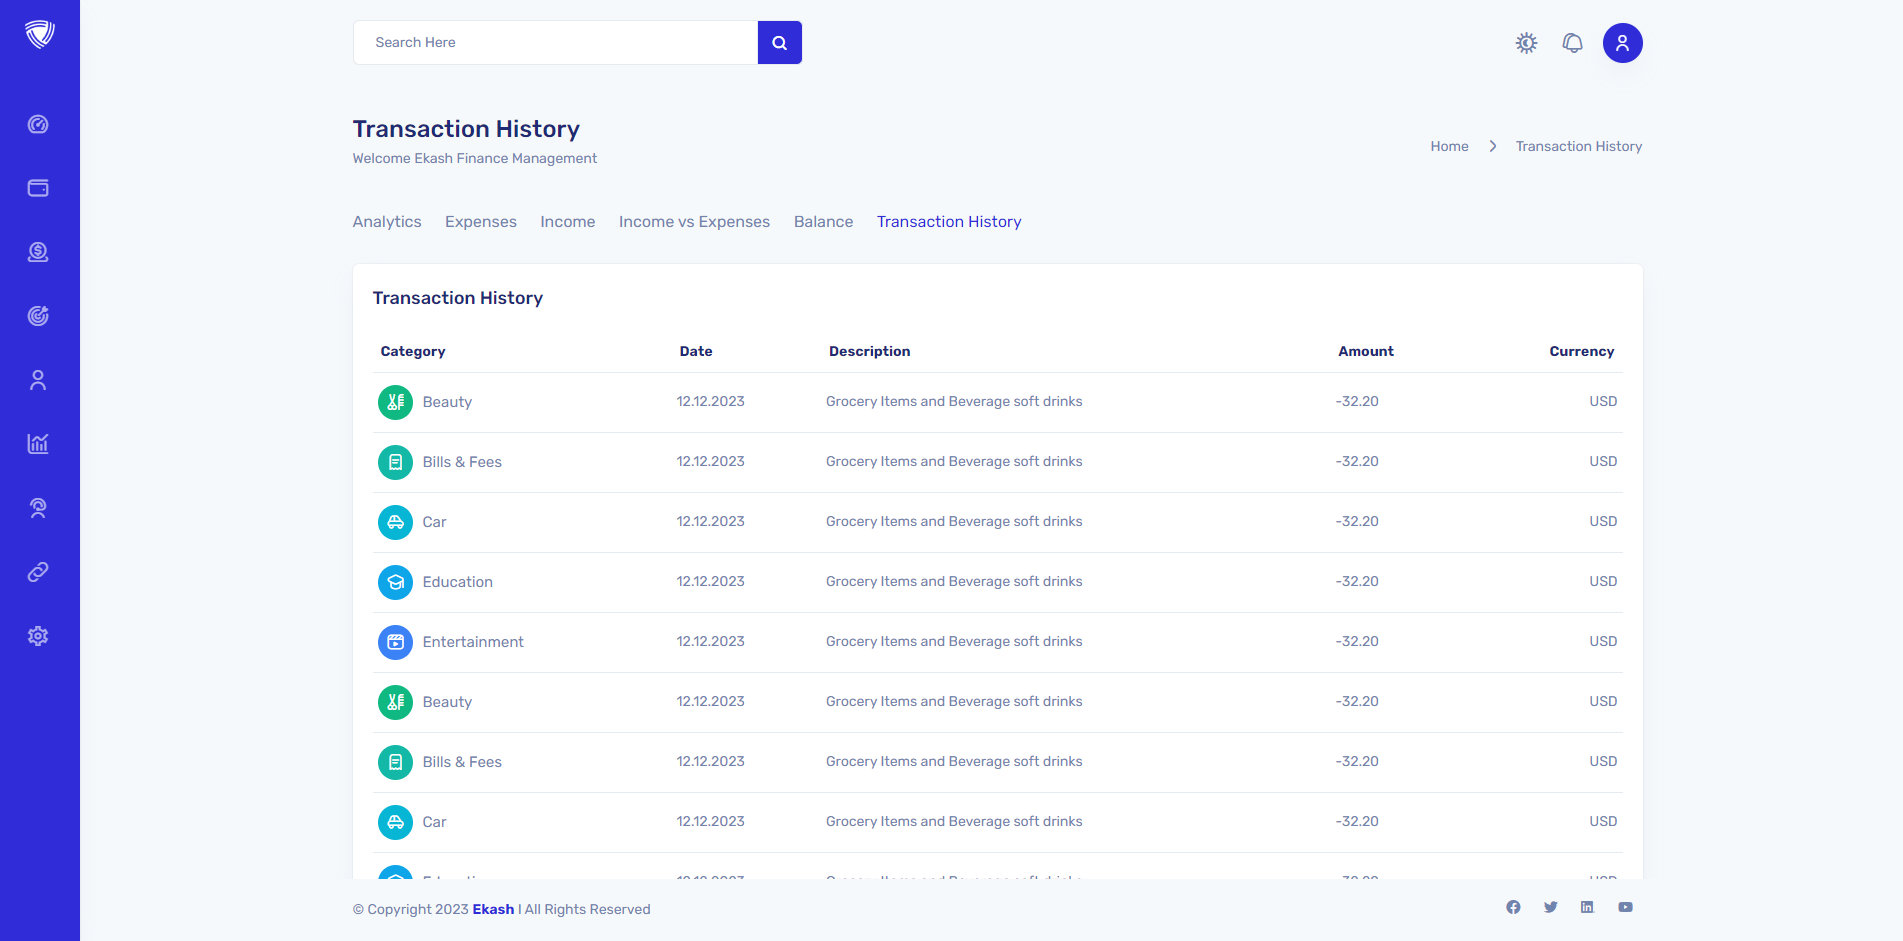 Search Here
Transaction History
Welcome Ekash Finance Management
Home Transaction History
Analytics Expenses Income Income vs Expenses Balance Transaction History
Transaction History
Category Date Description Amount Currency
Beauty 12.12.2023 Grocery Items and Beverage soft drinks -32.20 USD
Bills & Fees 12.12.2023 Grocery Items and Beverage soft drinks -32.20 USD
Car 12.12.2023 Grocery Items and Beverage soft drinks -32.20 USD
Education 12.12.2023 Grocery Items and Beverage soft drinks -32.20 USD
Entertainment 12.12.2023 Grocery Items and Beverage soft drinks -32.20 USD
Beauty 12.12.2023 Grocery Items and Beverage soft drinks -32.20 USD
Bills & Fees 12.12.2023 Grocery Items and Beverage soft drinks -32.20 USD
Car 12.12.2023 Grocery Items and Beverage soft drinks -32.20 USD
© Copyright 2023 Ekash I All Rights Reserved